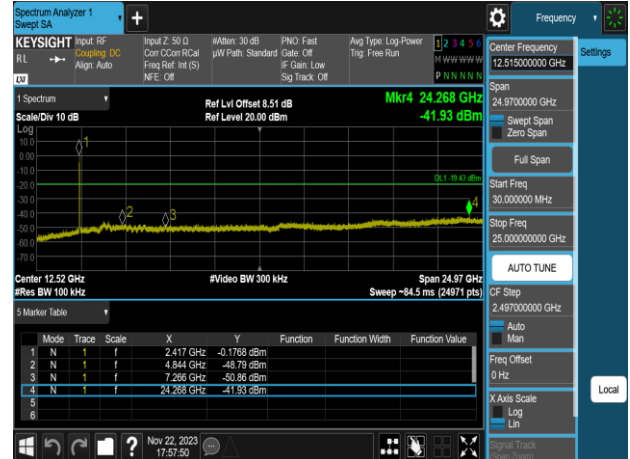 Spectrum Analyzer 1
Swept SA
+
Frequency
KEYSIGHT
RL
Input: RF
Coupling: DC
Align: Auto
Input Z: 50 Ω
Corr CCorr RCal
Freq Ref: Int (S)
NFE: Off
#Atten: 30 dB
µW Path: Standard
PNO: Fast
Gate: Off
IF Gain: Low
Sig Track: Off
Avg Type: Log-Power
Trig: Free Run
1 2 3 4 5 6
M W W W W W
P N N N N N
LXI
1 Spectrum
Scale/Div 10 dB
Ref Lvl Offset 8.51 dB
Ref Level 20.00 dBm
Mkr4 24.268 GHz
-41.93 dBm
Log
10.0
0.00
-10.0
-20.0
-30.0
-40.0
-50.0
-60.0
-70.0
1
2
3
4
DL1 -19.43 dBm
Center 12.52 GHz
#Video BW 300 kHz
Span 24.97 GHz
#Res BW 100 kHz
Sweep ~84.5 ms (24971 pts)
5 Marker Table
Mode Trace Scale X Y Function Function Width Function Value
1 N 1 f 2.417 GHz -0.1768 dBm
2 N 1 f 4.844 GHz -48.79 dBm
3 N 1 f 7.266 GHz -50.86 dBm
4 N 1 f 24.268 GHz -41.93 dBm
5
6
?
Nov 22, 2023
17:57:50
Center Frequency
12.515000000 GHz
Settings
Span
24.9700000 GHz
Swept Span
Zero Span
Full Span
Start Freq
30.000000 MHz
Stop Freq
25.000000000 GHz
AUTO TUNE
CF Step
2.497000000 GHz
Auto
Man
Freq Offset
0 Hz
X Axis Scale
Log
Lin
Local
Signal Track
(Span Zoom)